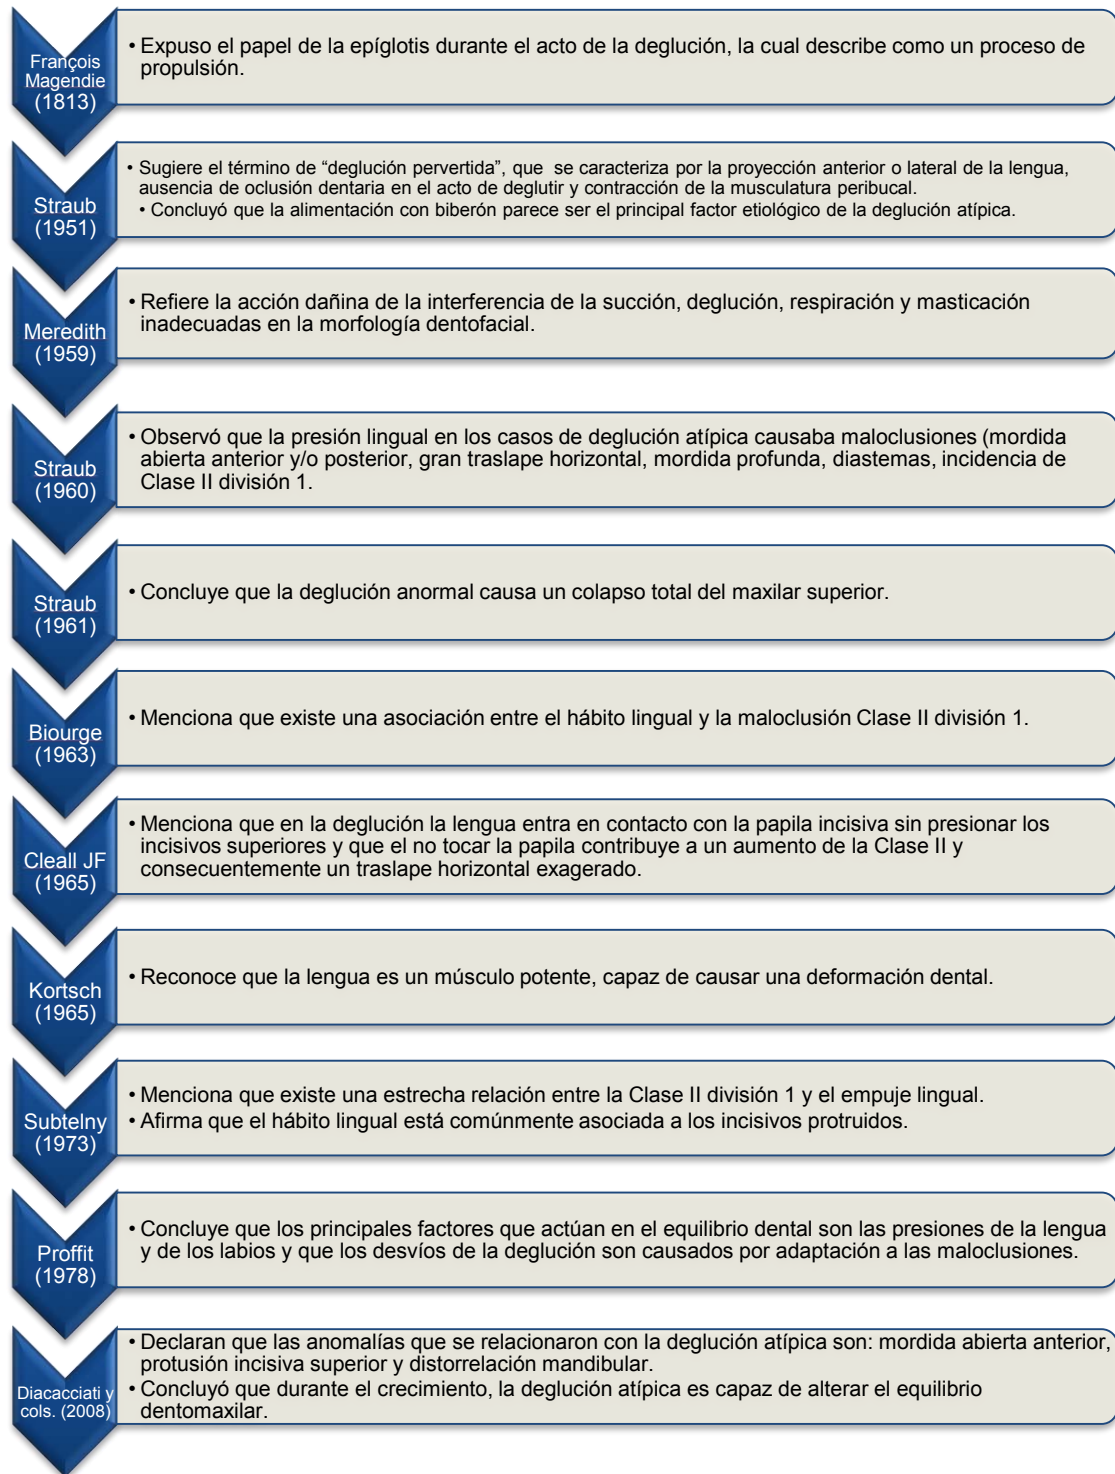 François
Magendie
(1813)
• Expuso el papel de la epíglotis durante el acto de la deglución, la cual describe como un proceso de
propulsión.
Straub
(1951)
• Sugiere el término de “deglución pervertida”, que se caracteriza por la proyección anterior o lateral de la lengua,
ausencia de oclusión dentaria en el acto de deglutir y contracción de la musculatura peribucal.
• Concluyó que la alimentación con biberón parece ser el principal factor etiológico de la deglución atípica.
Meredith
(1959)
• Refiere la acción dañina de la interferencia de la succión, deglución, respiración y masticación
inadecuadas en la morfología dentofacial.
Straub
(1960)
• Observó que la presión lingual en los casos de deglución atípica causaba maloclusiones (mordida
abierta anterior y/o posterior, gran traslape horizontal, mordida profunda, diastemas, incidencia de
Clase II división 1.
Straub
(1961)
• Concluye que la deglución anormal causa un colapso total del maxilar superior.
Biourge
(1963)
• Menciona que existe una asociación entre el hábito lingual y la maloclusión Clase II división 1.
Cleall JF
(1965)
• Menciona que en la deglución la lengua entra en contacto con la papila incisiva sin presionar los
incisivos superiores y que el no tocar la papila contribuye a un aumento de la Clase II y
consecuentemente un traslape horizontal exagerado.
Kortsch
(1965)
• Reconoce que la lengua es un músculo potente, capaz de causar una deformación dental.
Subtelny
(1973)
• Menciona que existe una estrecha relación entre la Clase II división 1 y el empuje lingual.
• Afirma que el hábito lingual está comúnmente asociada a los incisivos protruidos.
Proffit
(1978)
• Concluye que los principales factores que actúan en el equilibrio dental son las presiones de la lengua
y de los labios y que los desvíos de la deglución son causados por adaptación a las maloclusiones.
Diacacciati y
cols. (2008)
• Declaran que las anomalías que se relacionaron con la deglución atípica son: mordida abierta anterior,
protusión incisiva superior y distorrelación mandibular.
• Concluyó que durante el crecimiento, la deglución atípica es capaz de alterar el equilibrio
dentomaxilar.